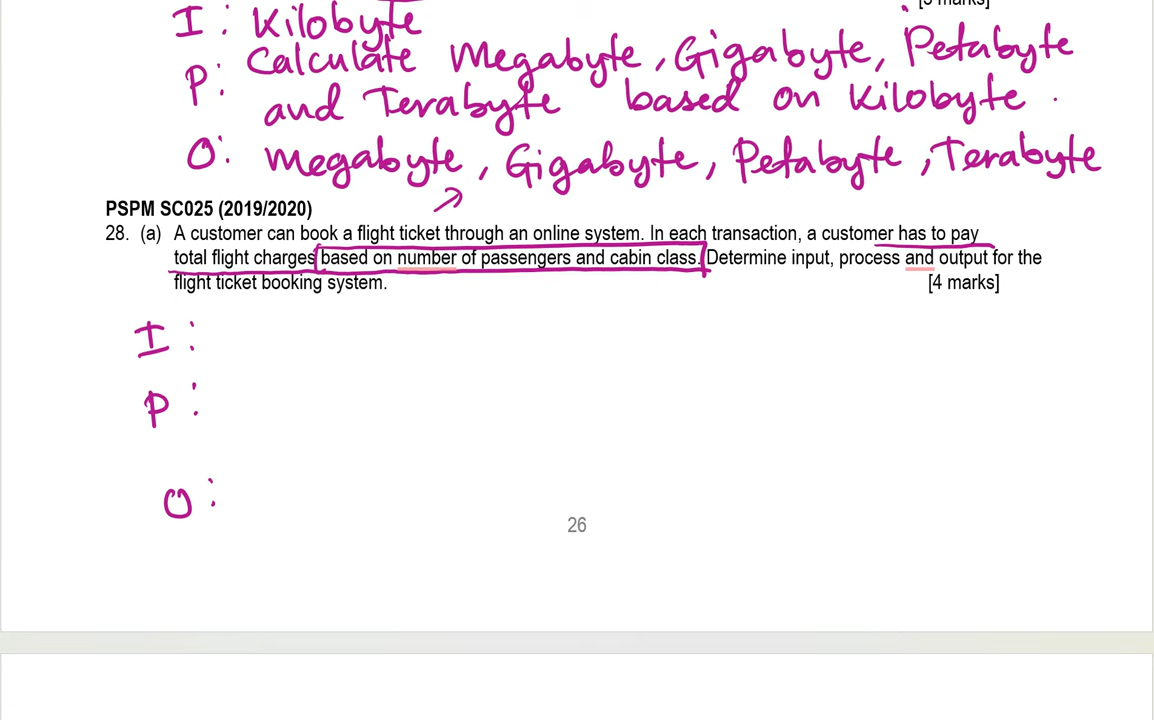 [5 marks]
I: Kilobyte
P: Calculate Megabyte, Gigabyte, Petabyte
and Terabyte based on Kilobyte.
O: Megabyte, Gigabyte, Petabyte, Terabyte
PSPM SC025 (2019/2020)
28. (a) A customer can book a flight ticket through an online system. In each transaction, a customer has to pay
total flight charges based on number of passengers and cabin class. Determine input, process and output for the
flight ticket booking system. [4 marks]
I :
P :
O :
26